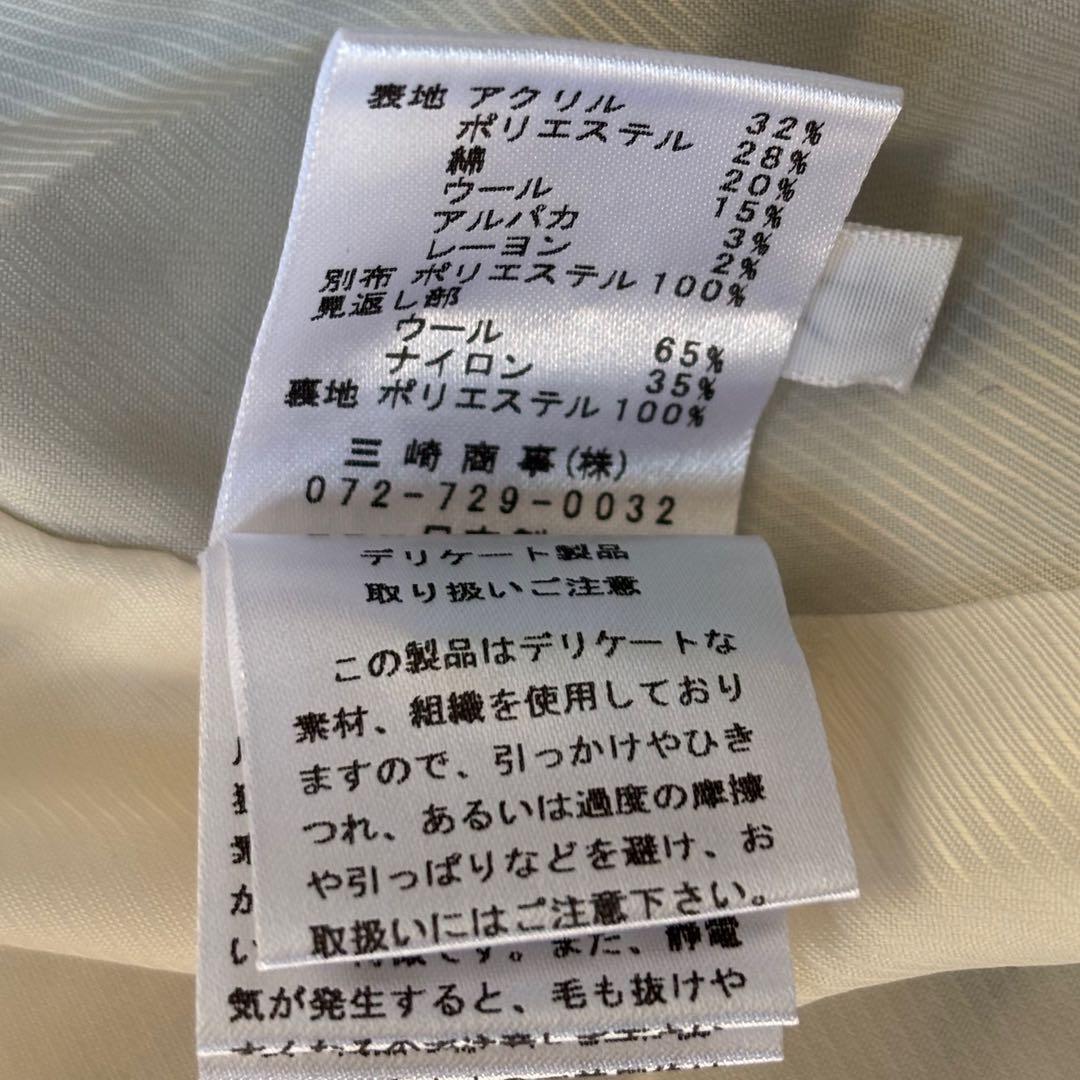 表地 アクリル 32%
ポリエステル 28%
綿 20%
ウール 15%
アルパカ 3%
レーヨン 2%
別布 ポリエステル 100%
見返し部
ウール 65%
ナイロン 35%
裏地 ポリエステル 100%
三崎商事(株)
072-729-0032
デリケート製品
取り扱いご注意
この製品はデリケートな
素材、組織を使用しており
ますので、引っかけやひき
つれ、あるいは過度の摩擦
や引っぱりなどを避け、お
取扱いにはご注意下さい。
です。また、静電
気が発生すると、毛も抜けや